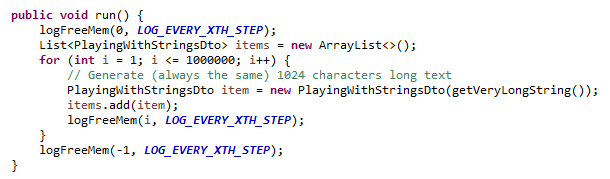 public void run() {
    logFreeMem(0, LOG_EVERY_XTH_STEP);
    List<PlayingWithStringsDto> items = new ArrayList<>();
    for (int i = 1; i <= 1000000; i++) {
        // Generate (always the same) 1024 characters long text
        PlayingWithStringsDto item = new PlayingWithStringsDto(getVeryLongString());
        items.add(item);
        logFreeMem(i, LOG_EVERY_XTH_STEP);
    }
    logFreeMem(-1, LOG_EVERY_XTH_STEP);
}